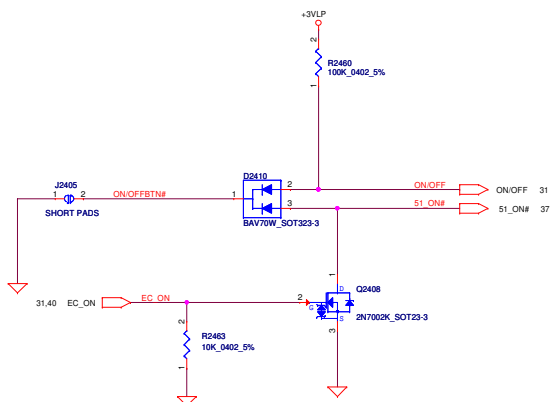 +3VLP
2
R2460
100K_0402_5%
1
D2410
J2405
1 2 ON/OFFBTN# 1 2 ON/OFF ON/OFF 31
SHORT PADS
3 51_ON# 51_ON# 37
BAV70W_SOT323-3
1
D Q2408
31,40 EC_ON EC_ON 2
G
S 2N7002K_SOT23-3
3
2
R2463
10K_0402_5%
1